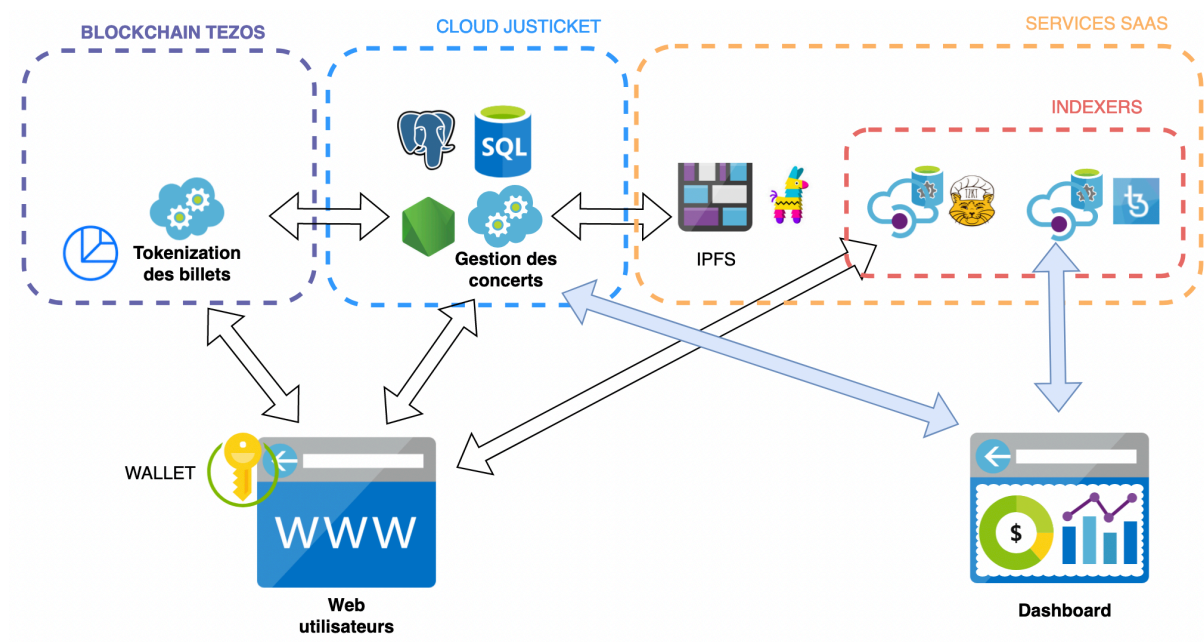 BLOCKCHAIN TEZOS
CLOUD JUSTICKET
SERVICES SAAS
INDEXERS
SQL
TZKT
Tokenization
des billets
Gestion des
concerts
IPFS
WALLET
WWW
$
Web
utilisateurs
Dashboard